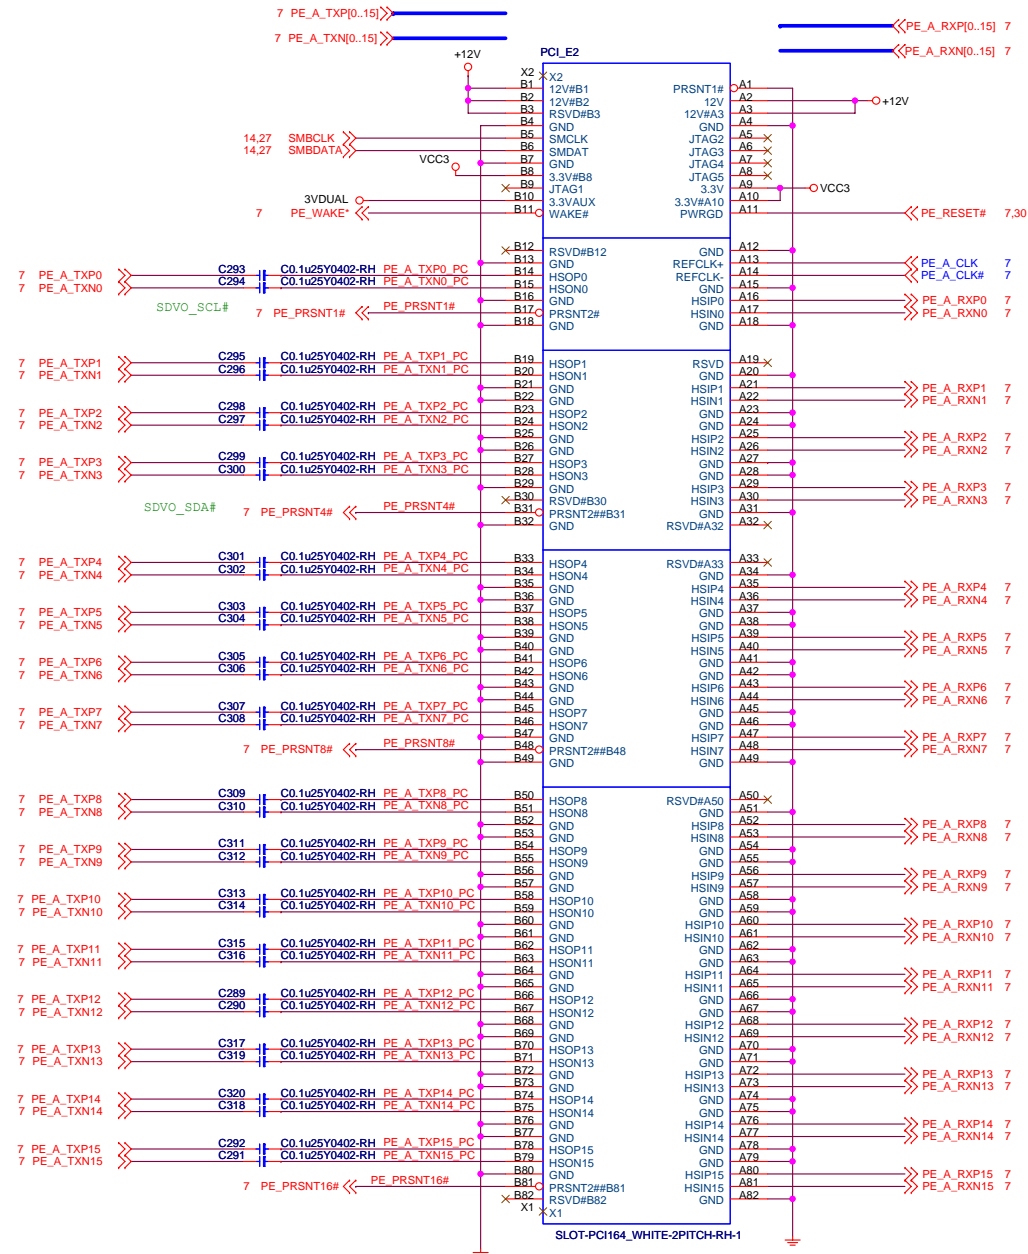 7 PE_A_TXP[0..15]
PE_A_RXP[0..15] 7
7 PE_A_TXN[0..15]
PE_A_RXN[0..15] 7
+12V
PCI_E2
X2 X2
B1 12V#B1 PRSNT1# A1
B2 12V#B2 12V A2 +12V
B3 RSVD#B3 12V#A3 A3
B4 GND GND A4
14,27 SMBCLK B5 SMCLK JTAG2 A5
14,27 SMBDATA B6 SMDAT JTAG3 A6
VCC3 B7 GND JTAG4 A7
B8 3.3V#B8 JTAG5 A8
B9 JTAG1 3.3V A9 VCC3
3VDUAL B10 3.3VAUX 3.3V#A10 A10
7 PE_WAKE* B11 WAKE# PWRGD A11 PE_RESET# 7,30
B12 RSVD#B12 GND A12
B13 GND REFCLK+ A13 PE_A_CLK 7
7 PE_A_TXP0 C293 C0.1u25Y0402-RH PE_A_TXP0_PC B14 HSOP0 REFCLK- A14 PE_A_CLK# 7
7 PE_A_TXN0 C294 C0.1u25Y0402-RH PE_A_TXN0_PC B15 HSON0 GND A15
B16 GND HSIP0 A16 PE_A_RXP0 7
SDVO_SCL# 7 PE_PRSNT1# PE_PRSNT1# B17 PRSNT2# HSIN0 A17 PE_A_RXN0 7
B18 GND GND A18
7 PE_A_TXP1 C295 C0.1u25Y0402-RH PE_A_TXP1_PC B19 HSOP1 RSVD A19
7 PE_A_TXN1 C296 C0.1u25Y0402-RH PE_A_TXN1_PC B20 HSON1 GND A20
B21 GND HSIP1 A21 PE_A_RXP1 7
B22 GND HSIN1 A22 PE_A_RXN1 7
7 PE_A_TXP2 C298 C0.1u25Y0402-RH PE_A_TXP2_PC B23 HSOP2 GND A23
7 PE_A_TXN2 C297 C0.1u25Y0402-RH PE_A_TXN2_PC B24 HSON2 GND A24
B25 GND HSIP2 A25 PE_A_RXP2 7
B26 GND HSIN2 A26 PE_A_RXN2 7
7 PE_A_TXP3 C299 C0.1u25Y0402-RH PE_A_TXP3_PC B27 HSOP3 GND A27
7 PE_A_TXN3 C300 C0.1u25Y0402-RH PE_A_TXN3_PC B28 HSON3 GND A28
B29 GND HSIP3 A29 PE_A_RXP3 7
B30 RSVD#B30 HSIN3 A30 PE_A_RXN3 7
SDVO_SDA# 7 PE_PRSNT4# PE_PRSNT4# B31 PRSNT2##B31 GND A31
B32 GND RSVD#A32 A32
7 PE_A_TXP4 C301 C0.1u25Y0402-RH PE_A_TXP4_PC B33 HSOP4 RSVD#A33 A33
7 PE_A_TXN4 C302 C0.1u25Y0402-RH PE_A_TXN4_PC B34 HSON4 GND A34
B35 GND HSIP4 A35 PE_A_RXP4 7
B36 GND HSIN4 A36 PE_A_RXN4 7
7 PE_A_TXP5 C303 C0.1u25Y0402-RH PE_A_TXP5_PC B37 HSOP5 GND A37
7 PE_A_TXN5 C304 C0.1u25Y0402-RH PE_A_TXN5_PC B38 HSON5 GND A38
B39 GND HSIP5 A39 PE_A_RXP5 7
B40 GND HSIN5 A40 PE_A_RXN5 7
7 PE_A_TXP6 C305 C0.1u25Y0402-RH PE_A_TXP6_PC B41 HSOP6 GND A41
7 PE_A_TXN6 C306 C0.1u25Y0402-RH PE_A_TXN6_PC B42 HSON6 GND A42
B43 GND HSIP6 A43 PE_A_RXP6 7
B44 GND HSIN6 A44 PE_A_RXN6 7
7 PE_A_TXP7 C307 C0.1u25Y0402-RH PE_A_TXP7_PC B45 HSOP7 GND A45
7 PE_A_TXN7 C308 C0.1u25Y0402-RH PE_A_TXN7_PC B46 HSON7 GND A46
B47 GND HSIP7 A47 PE_A_RXP7 7
7 PE_PRSNT8# PE_PRSNT8# B48 PRSNT2##B48 HSIN7 A48 PE_A_RXN7 7
B49 GND GND A49
7 PE_A_TXP8 C309 C0.1u25Y0402-RH PE_A_TXP8_PC B50 HSOP8 RSVD#A50 A50
7 PE_A_TXN8 C310 C0.1u25Y0402-RH PE_A_TXN8_PC B51 HSON8 GND A51
B52 GND HSIP8 A52 PE_A_RXP8 7
B53 GND HSIN8 A53 PE_A_RXN8 7
7 PE_A_TXP9 C311 C0.1u25Y0402-RH PE_A_TXP9_PC B54 HSOP9 GND A54
7 PE_A_TXN9 C312 C0.1u25Y0402-RH PE_A_TXN9_PC B55 HSON9 GND A55
B56 GND HSIP9 A56 PE_A_RXP9 7
B57 GND HSIN9 A57 PE_A_RXN9 7
7 PE_A_TXP10 C313 C0.1u25Y0402-RH PE_A_TXP10_PC B58 HSOP10 GND A58
7 PE_A_TXN10 C314 C0.1u25Y0402-RH PE_A_TXN10_PC B59 HSON10 GND A59
B60 GND HSIP10 A60 PE_A_RXP10 7
B61 GND HSIN10 A61 PE_A_RXN10 7
7 PE_A_TXP11 C315 C0.1u25Y0402-RH PE_A_TXP11_PC B62 HSOP11 GND A62
7 PE_A_TXN11 C316 C0.1u25Y0402-RH PE_A_TXN11_PC B63 HSON11 GND A63
B64 GND HSIP11 A64 PE_A_RXP11 7
B65 GND HSIN11 A65 PE_A_RXN11 7
7 PE_A_TXP12 C289 C0.1u25Y0402-RH PE_A_TXP12_PC B66 HSOP12 GND A66
7 PE_A_TXN12 C290 C0.1u25Y0402-RH PE_A_TXN12_PC B67 HSON12 GND A67
B68 GND HSIP12 A68 PE_A_RXP12 7
B69 GND HSIN12 A69 PE_A_RXN12 7
7 PE_A_TXP13 C317 C0.1u25Y0402-RH PE_A_TXP13_PC B70 HSOP13 GND A70
7 PE_A_TXN13 C319 C0.1u25Y0402-RH PE_A_TXN13_PC B71 HSON13 GND A71
B72 GND HSIP13 A72 PE_A_RXP13 7
B73 GND HSIN13 A73 PE_A_RXN13 7
7 PE_A_TXP14 C320 C0.1u25Y0402-RH PE_A_TXP14_PC B74 HSOP14 GND A74
7 PE_A_TXN14 C318 C0.1u25Y0402-RH PE_A_TXN14_PC B75 HSON14 GND A75
B76 GND HSIP14 A76 PE_A_RXP14 7
B77 GND HSIN14 A77 PE_A_RXN14 7
7 PE_A_TXP15 C292 C0.1u25Y0402-RH PE_A_TXP15_PC B78 HSOP15 GND A78
7 PE_A_TXN15 C291 C0.1u25Y0402-RH PE_A_TXN15_PC B79 HSON15 GND A79
B80 GND HSIP15 A80 PE_A_RXP15 7
7 PE_PRSNT16# PE_PRSNT16# B81 PRSNT2##B81 HSIN15 A81 PE_A_RXN15 7
B82 RSVD#B82 GND A82
X1 X1
SLOT-PCI164_WHITE-2PITCH-RH-1